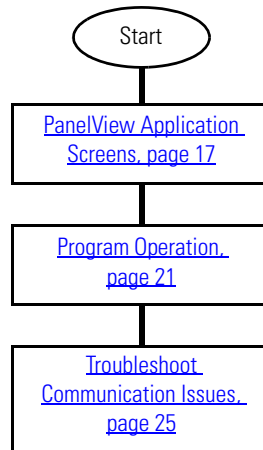 Start
PanelView Application
Screens, page 17
Program Operation,
page 21
Troubleshoot
Communication Issues,
page 25